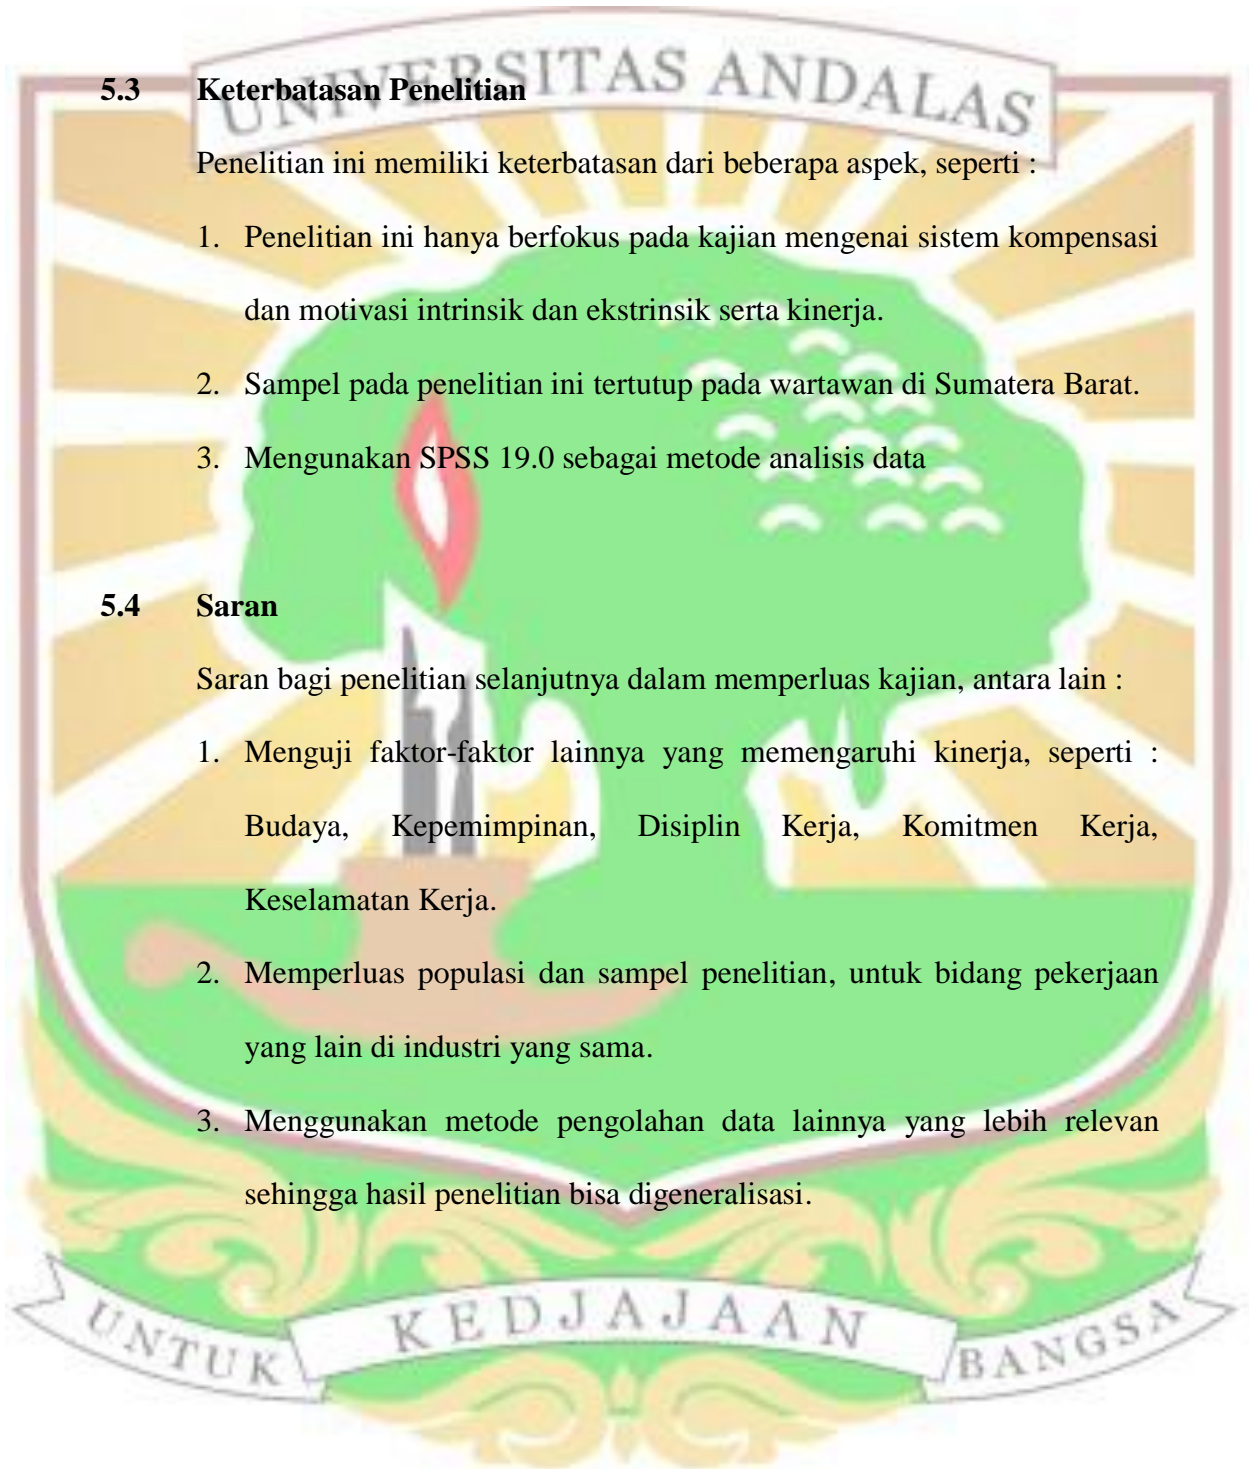 UNIVERSITAS ANDALAS
5.3 Keterbatasan Penelitian
Penelitian ini memiliki keterbatasan dari beberapa aspek, seperti :
1. Penelitian ini hanya berfokus pada kajian mengenai sistem kompensasi
dan motivasi intrinsik dan ekstrinsik serta kinerja.
2. Sampel pada penelitian ini tertutup pada wartawan di Sumatera Barat.
3. Mengunakan SPSS 19.0 sebagai metode analisis data
5.4 Saran
Saran bagi penelitian selanjutnya dalam memperluas kajian, antara lain :
1. Menguji faktor-faktor lainnya yang memengaruhi kinerja, seperti :
Budaya, Kepemimpinan, Disiplin Kerja, Komitmen Kerja,
Keselamatan Kerja.
2. Memperluas populasi dan sampel penelitian, untuk bidang pekerjaan
yang lain di industri yang sama.
3. Menggunakan metode pengolahan data lainnya yang lebih relevan
sehingga hasil penelitian bisa digeneralisasi.
UNTUK KEDJAJAAN BANGSA